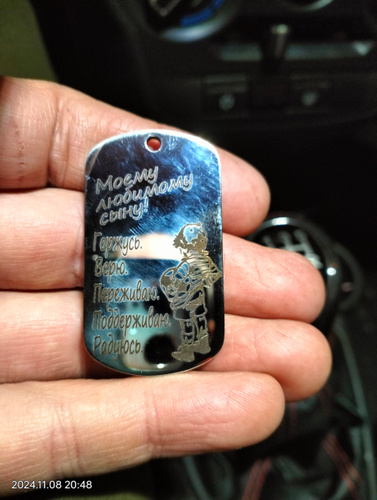 Моему
любимому
сыну!
Горжусь.
Верю.
Переживаю.
Поддерживаю.
Радуюсь.
2024.11.08 20:48